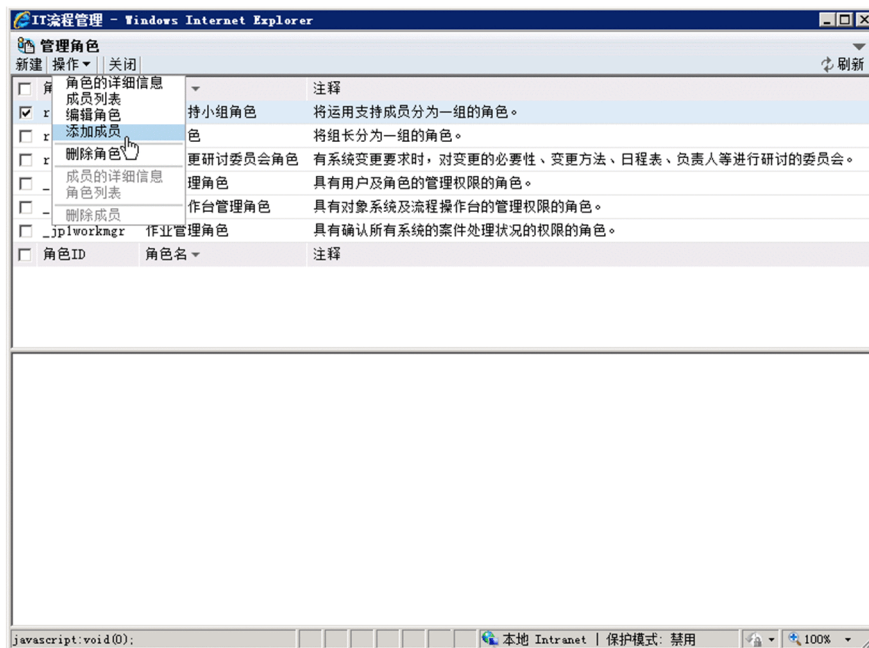 IT流程管理 - Windows Internet Explorer
管理角色
新建 操作▼ 关闭 刷新
角色的详细信息
成员列表
编辑角色
添加成员
删除角色
成员的详细信息
角色列表
删除成员
注释
持小组角色 将运用支持成员分为一组的角色。
色 将组长分为一组的角色。
更研讨委员会角色 有系统变更要求时，对变更的必要性、变更方法、日程表、负责人等进行研讨的委员会。
理角色 具有用户及角色的管理权限的角色。
作台管理角色 具有对象系统及流程操作台的管理权限的角色。
_jp1workmgr 作业管理角色 具有确认所有系统的案件处理状况的权限的角色。
角色ID 角色名 注释
javascript:void(0); 本地 Intranet | 保护模式: 禁用 100%